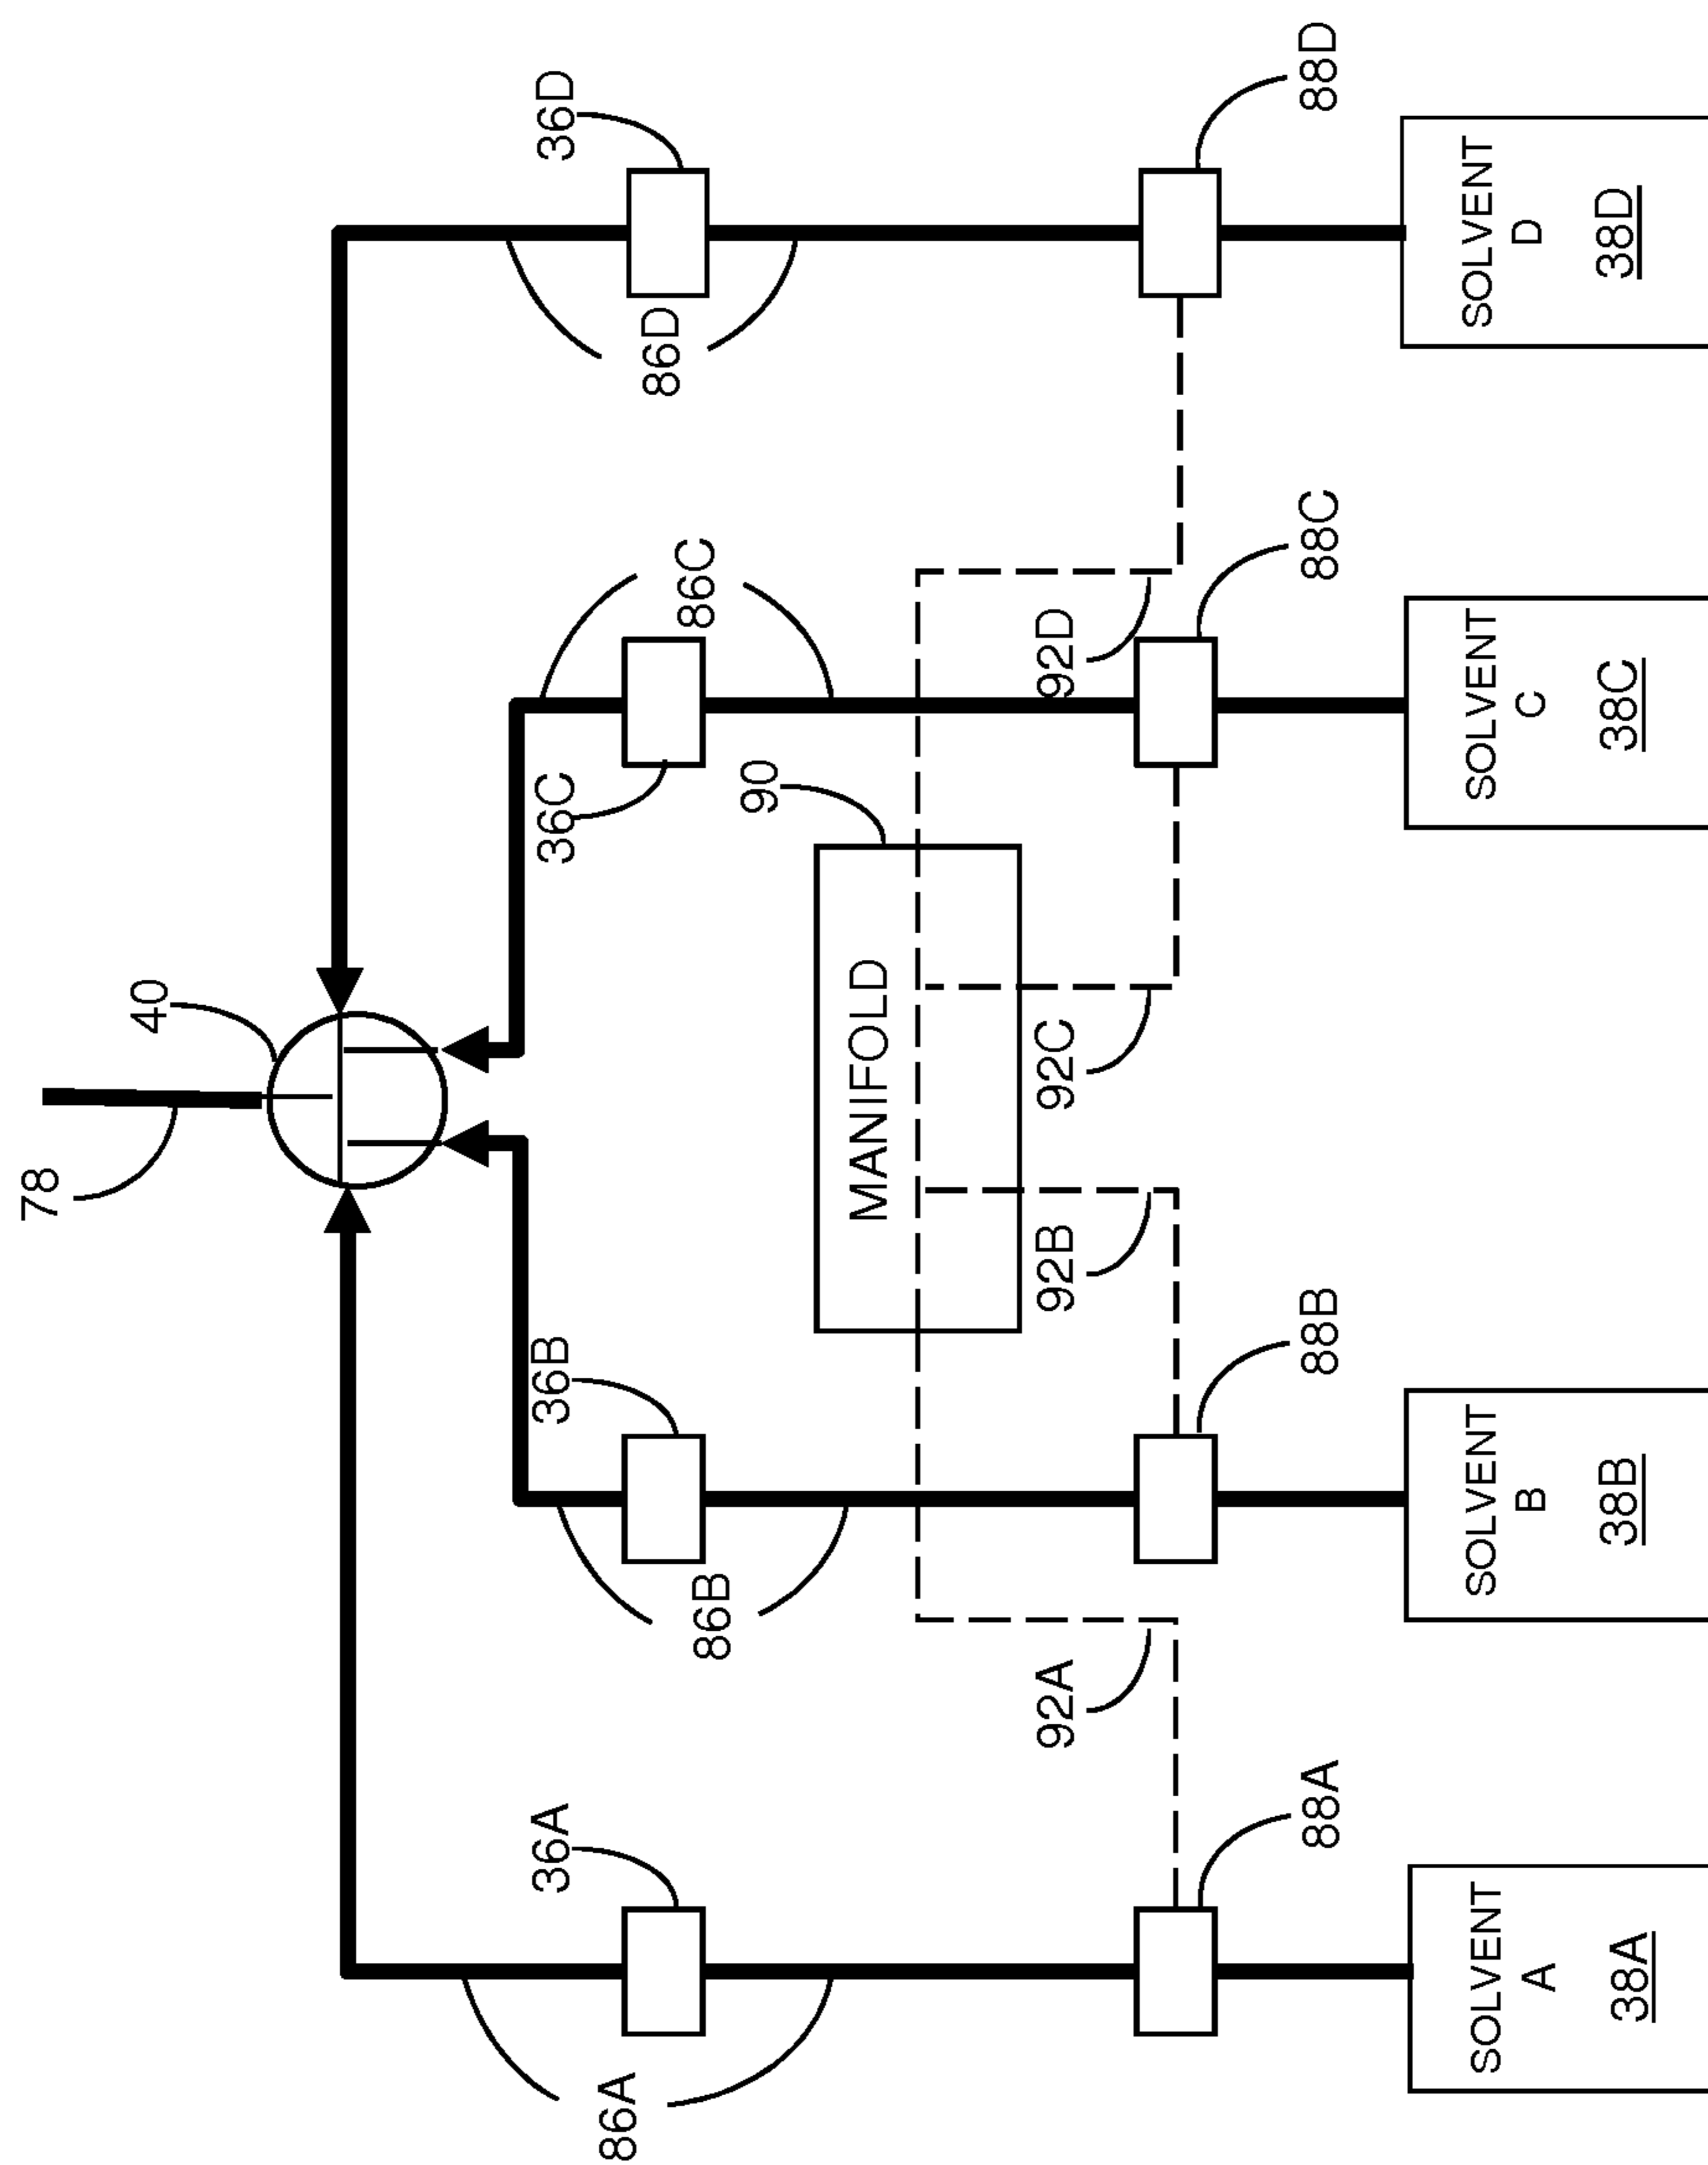 78
40
36A
36B
36C
36D
86A
86B
86C
86D
90
MANIFOLD
92A
92B
92C
92D
88A
88B
88C
88D
SOLVENT
A
38A
SOLVENT
B
38B
SOLVENT
C
38C
SOLVENT
D
38D